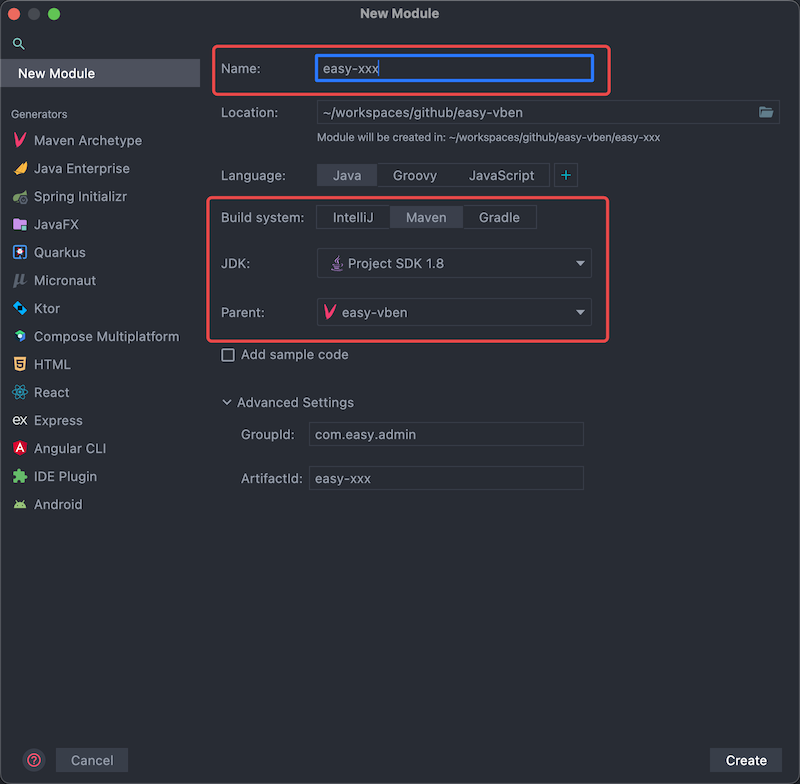 New Module
New Module
Generators
Maven Archetype
Java Enterprise
Spring Initializr
JavaFX
Quarkus
Micronaut
Ktor
Compose Multiplatform
HTML
React
Express
Angular CLI
IDE Plugin
Android
Name: easy-xxx
Location: ~/workspaces/github/easy-vben
Module will be created in: ~/workspaces/github/easy-vben/easy-xxx
Language: Java Groovy JavaScript +
Build system: IntelliJ Maven Gradle
JDK: Project SDK 1.8
Parent: easy-vben
Add sample code
Advanced Settings
GroupId: com.easy.admin
ArtifactId: easy-xxx
? Cancel Create